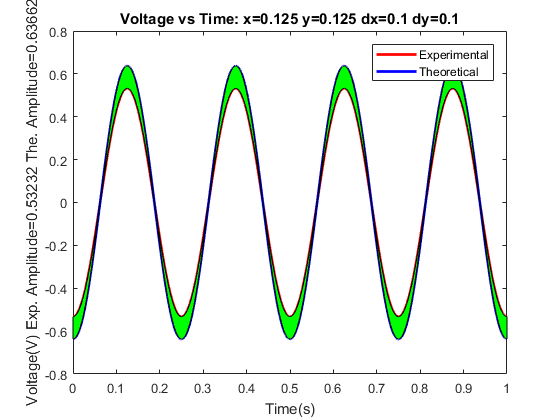 Voltage vs Time: x=0.125 y=0.125 dx=0.1 dy=0.1
Voltage(V) Exp. Amplitude=0.53232 The. Amplitude=0.63662
0.8
0.6
0.4
0.2
0
-0.2
-0.4
-0.6
-0.8
Experimental
Theoretical
0 0.1 0.2 0.3 0.4 0.5 0.6 0.7 0.8 0.9 1
Time(s)